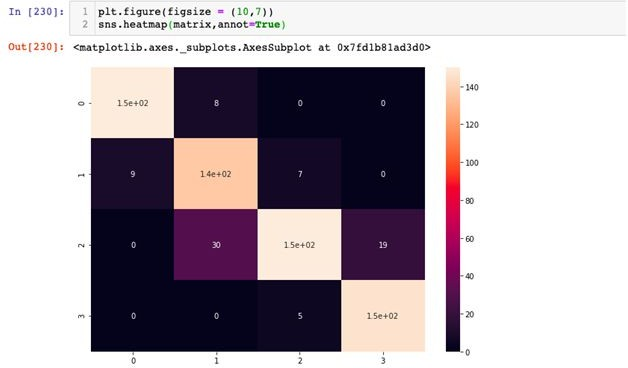 In [230]: 1 plt.figure(figsize = (10,7))
2 sns.heatmap(matrix,annot=True)
Out[230]: <matplotlib.axes._subplots.AxesSubplot at 0x7fd1b81ad3d0>
140
0 1.5e+02 8 0 0
120
100
1 9 1.4e+02 7 0
80
60
2 0 30 1.5e+02 19
40
20
3 0 0 5 1.5e+02
0
0 1 2 3